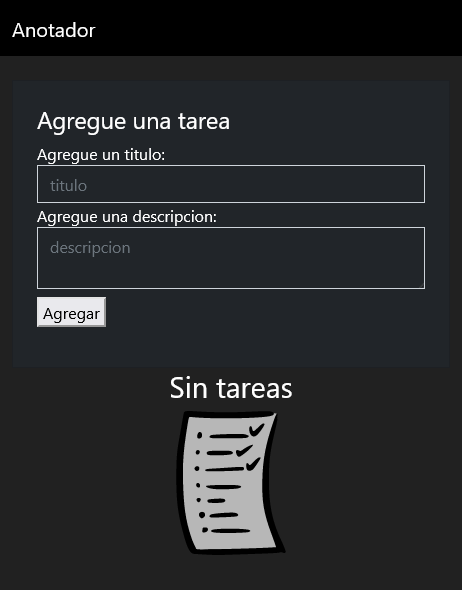 Anotador
Agregue una tarea
Agregue un titulo:
titulo
Agregue una descripcion:
descripcion
Agregar
Sin tareas